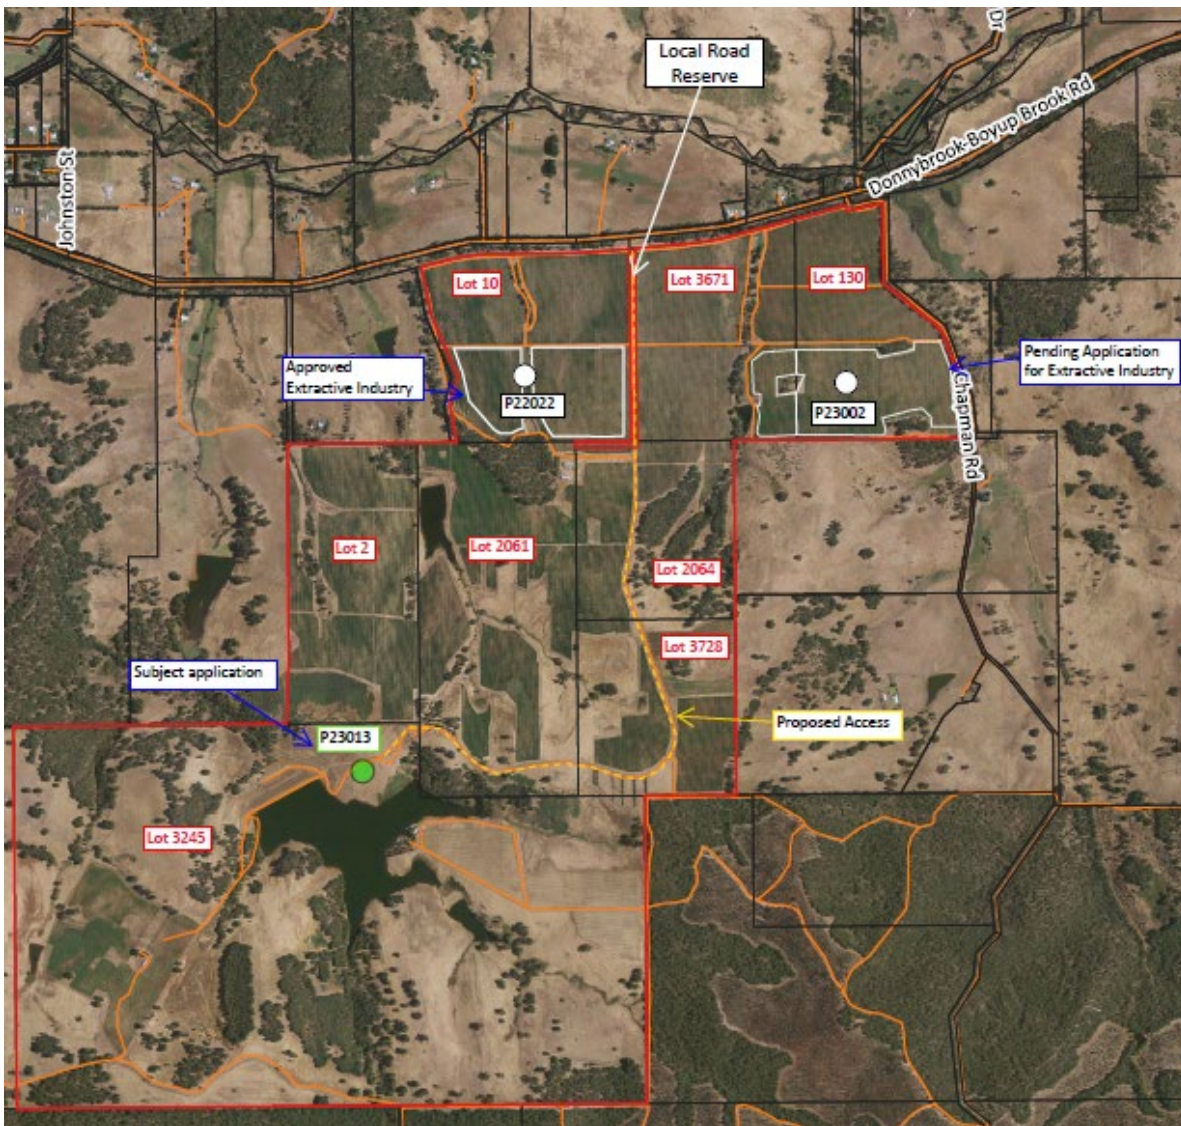 Dr
Local Road
Reserve
Donnybrook-Boyup Brook Rd
Johnston St
Lot 10
Lot 3671
Lot 130
Approved
Extractive Industry
Pending Application
for Extractive Industry
P22022
P23002
Chapman Rd
Lot 2
Lot 2061
Lot 2064
Lot 3728
Subject application
P23013
Proposed Access
Lot 3245